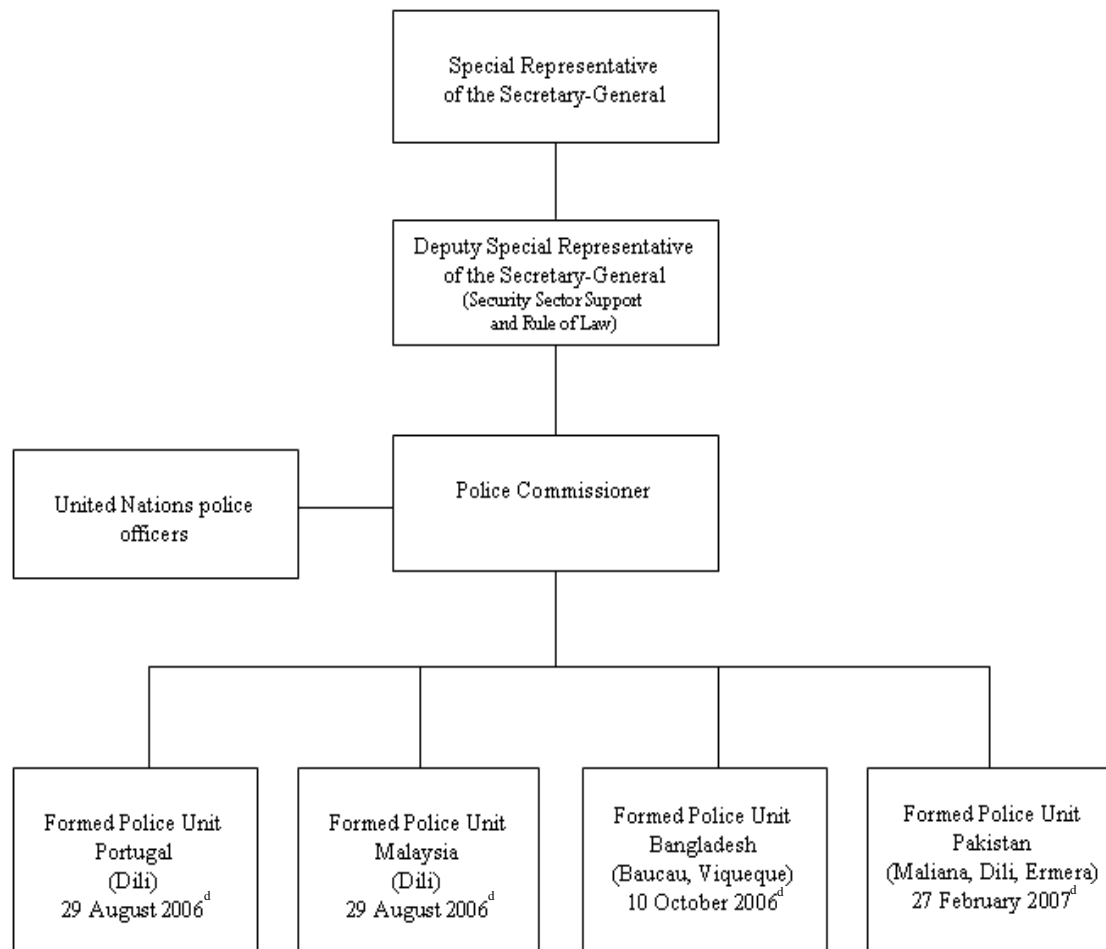 Special Representative
of the Secretary-General
Deputy Special Representative
of the Secretary-General
(Security Sector Support
and Rule of Law)
United Nations police
officers
Police Commissioner
Formed Police Unit
Portugal
(Dili)
29 August 2006d
Formed Police Unit
Malaysia
(Dili)
29 August 2006d
Formed Police Unit
Bangladesh
(Baucau, Viqueque)
10 October 2006d
Formed Police Unit
Pakistan
(Maliana, Dili, Ermera)
27 February 2007d